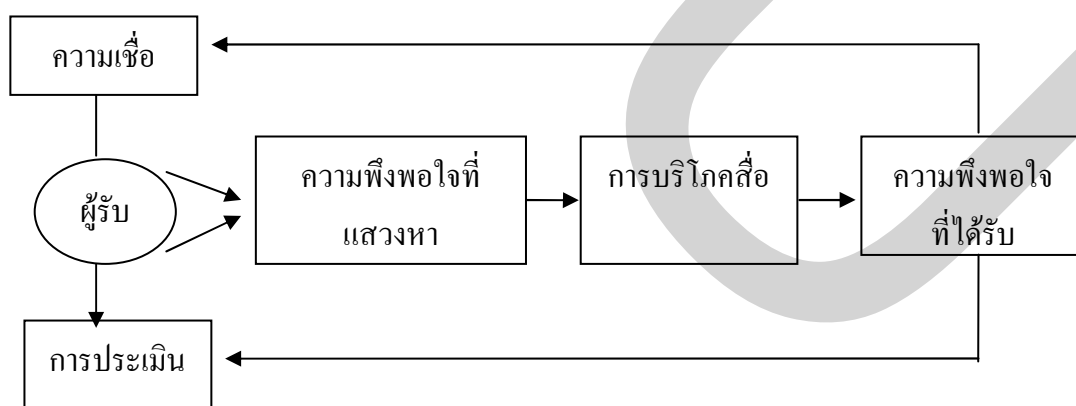 ความเชื่อ
ผู้รับ
ความพึงพอใจที่
แสวงหา
การบริโภคสื่อ
ความพึงพอใจ
ที่ได้รับ
การประเมิน